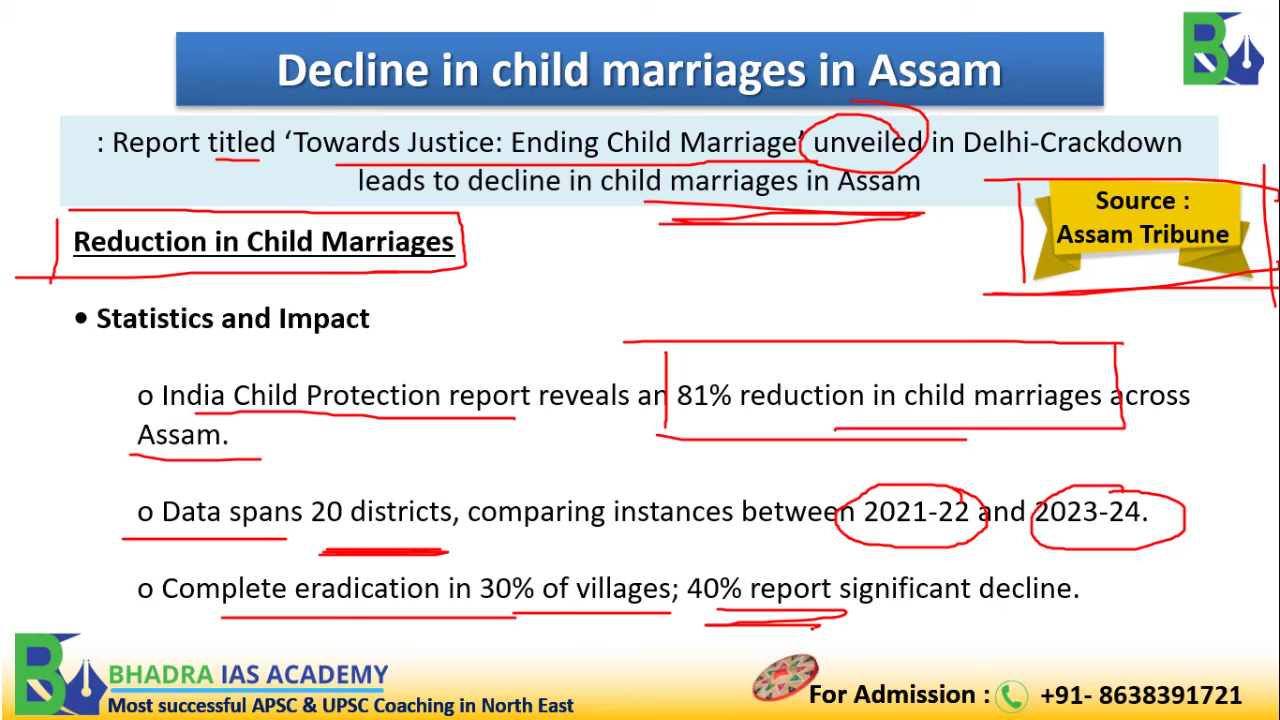 Decline in child marriages in Assam
: Report titled ‘Towards Justice: Ending Child Marriage’ unveiled in Delhi-Crackdown
leads to decline in child marriages in Assam
Source :
Assam Tribune
Reduction in Child Marriages
• Statistics and Impact
o India Child Protection report reveals an 81% reduction in child marriages across
Assam.
o Data spans 20 districts, comparing instances between 2021-22 and 2023-24.
o Complete eradication in 30% of villages; 40% report significant decline.
BHADRA IAS ACADEMY
Most successful APSC & UPSC Coaching in North East
For Admission : +91- 8638391721